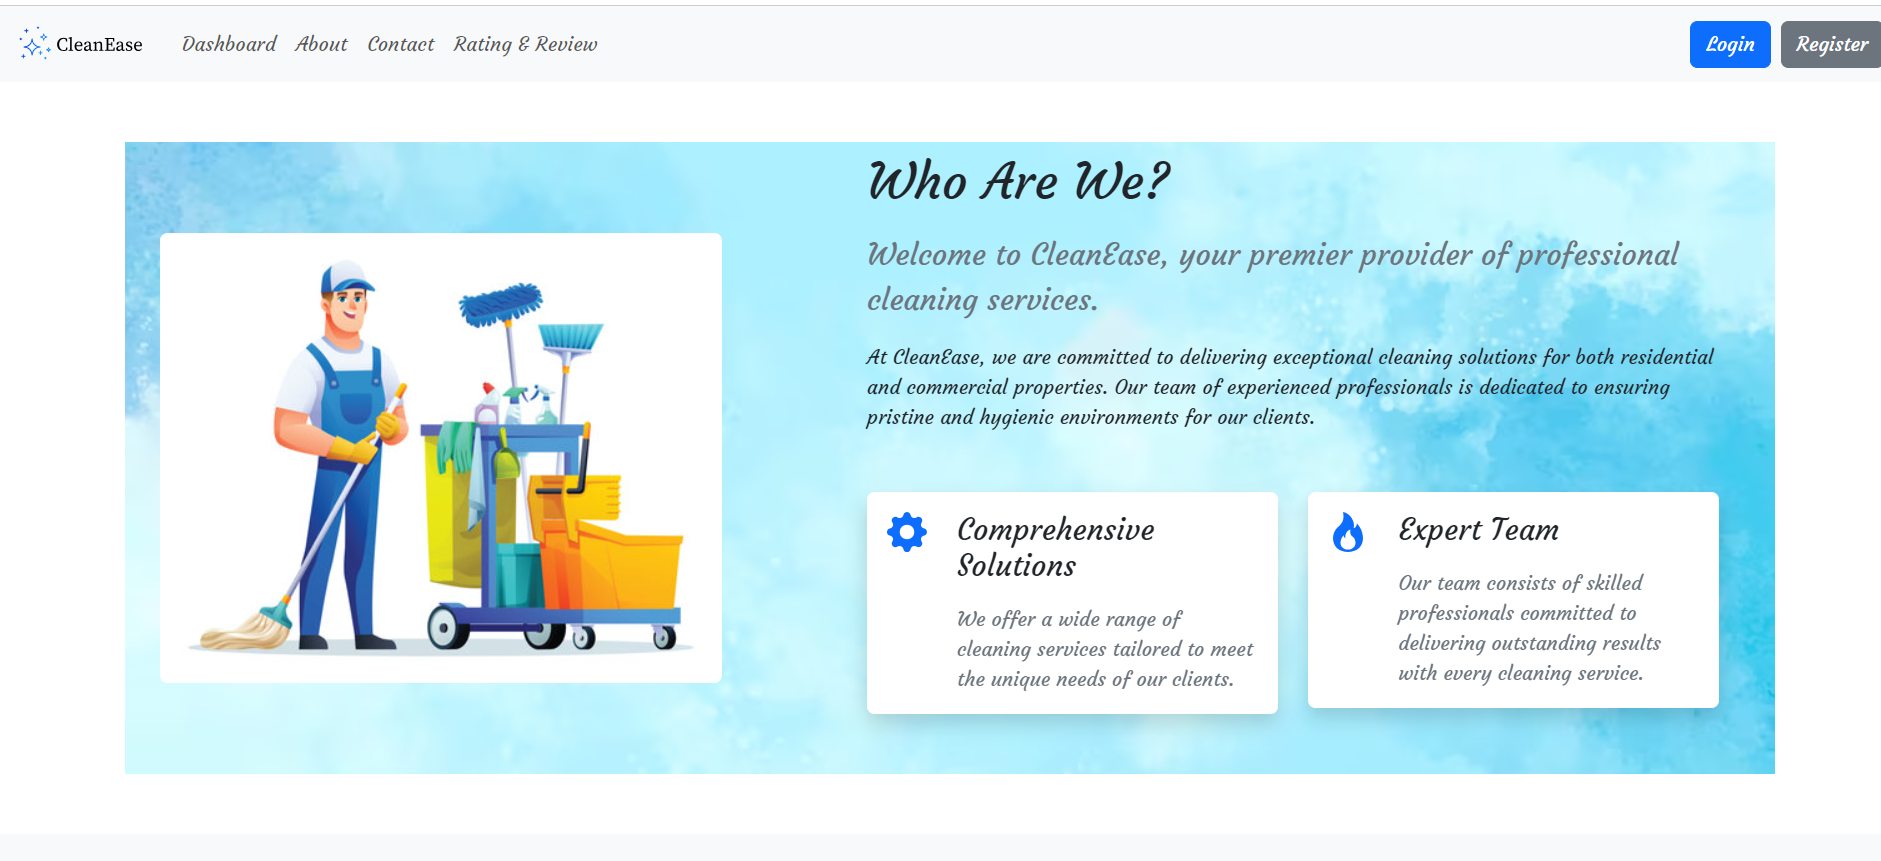 CleanEase Dashboard About Contact Rating & Review Login Register
Who Are We?
Welcome to CleanEase, your premier provider of professional
cleaning services.
At CleanEase, we are committed to delivering exceptional cleaning solutions for both residential
and commercial properties. Our team of experienced professionals is dedicated to ensuring
pristine and hygienic environments for our clients.
Comprehensive
Solutions
We offer a wide range of
cleaning services tailored to meet
the unique needs of our clients.
Expert Team
Our team consists of skilled
professionals committed to
delivering outstanding results
with every cleaning service.